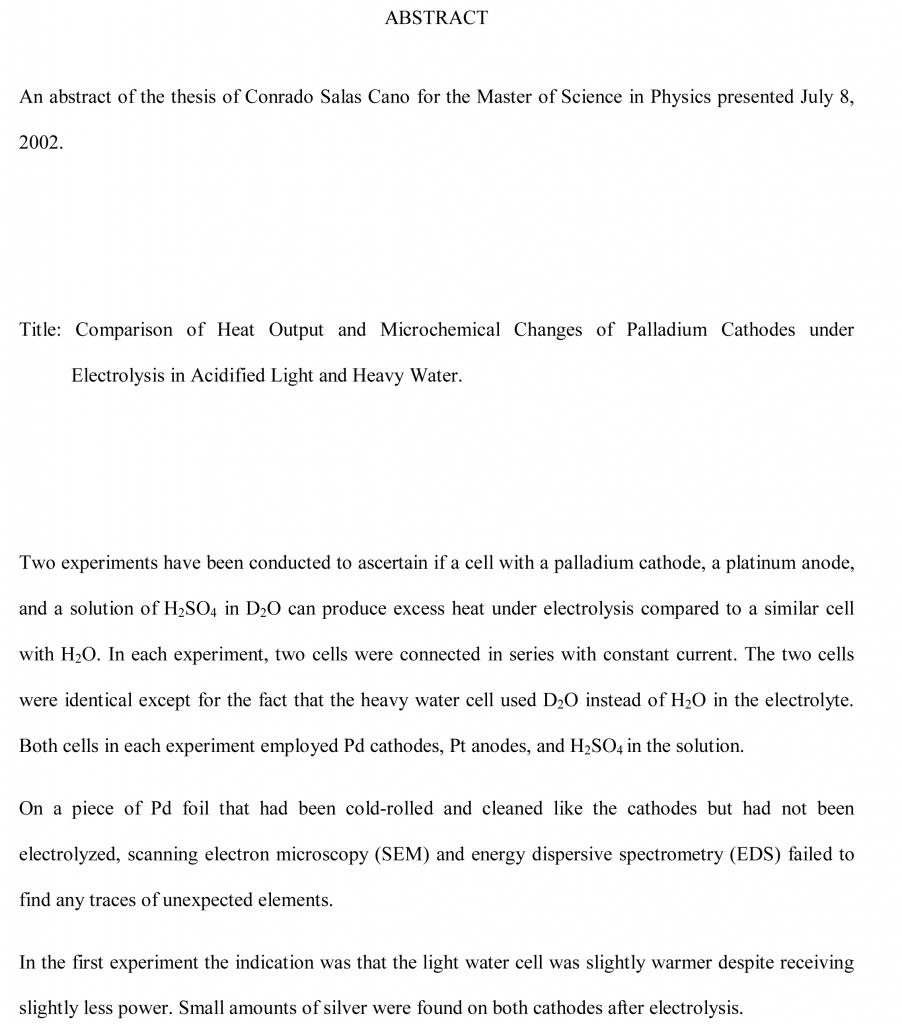 ABSTRACT
An abstract of the thesis of Conrado Salas Cano for the Master of Science in Physics presented July 8,
2002.
Title: Comparison of Heat Output and Microchemical Changes of Palladium Cathodes under
Electrolysis in Acidified Light and Heavy Water.
Two experiments have been conducted to ascertain if a cell with a palladium cathode, a platinum anode,
and a solution of H₂SO₄ in D₂O can produce excess heat under electrolysis compared to a similar cell
with H₂O. In each experiment, two cells were connected in series with constant current. The two cells
were identical except for the fact that the heavy water cell used D₂O instead of H₂O in the electrolyte.
Both cells in each experiment employed Pd cathodes, Pt anodes, and H₂SO₄ in the solution.
On a piece of Pd foil that had been cold-rolled and cleaned like the cathodes but had not been
electrolyzed, scanning electron microscopy (SEM) and energy dispersive spectrometry (EDS) failed to
find any traces of unexpected elements.
In the first experiment the indication was that the light water cell was slightly warmer despite receiving
slightly less power. Small amounts of silver were found on both cathodes after electrolysis.